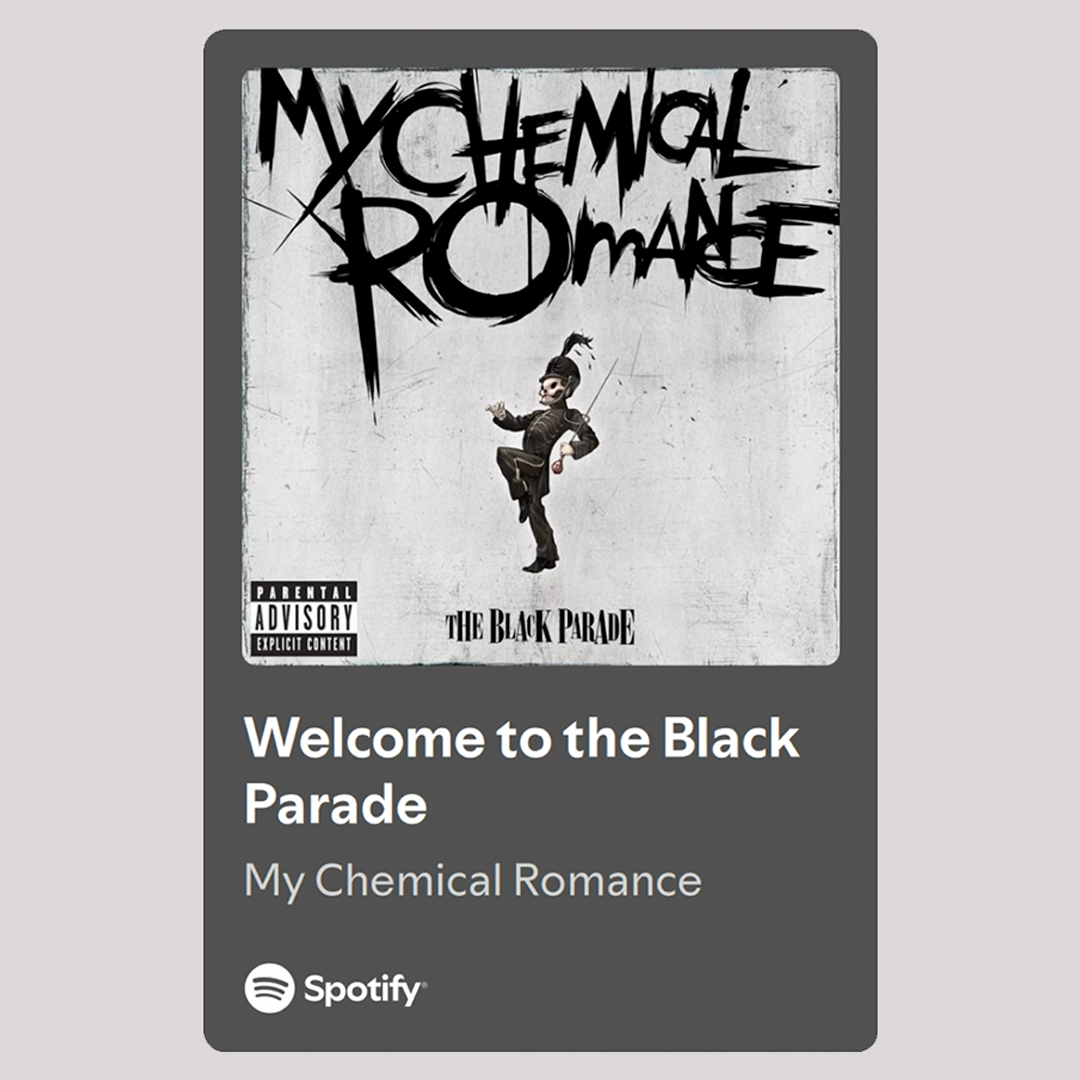 MY CHEMICAL
ROMANCE
THE BLACK PARADE
PARENTAL
ADVISORY
EXPLICIT CONTENT
Welcome to the Black
Parade
My Chemical Romance
Spotify®